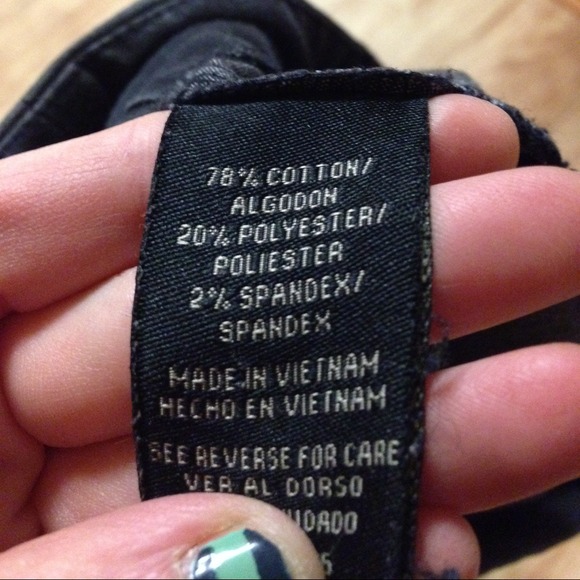 78% COTTON/
ALGODON
20% POLYESTER/
POLIESTER
2% SPANDEX/
SPANDEX
MADE IN VIETNAM
HECHO EN VIETNAM
SEE REVERSE FOR CARE
VER AL DORSO